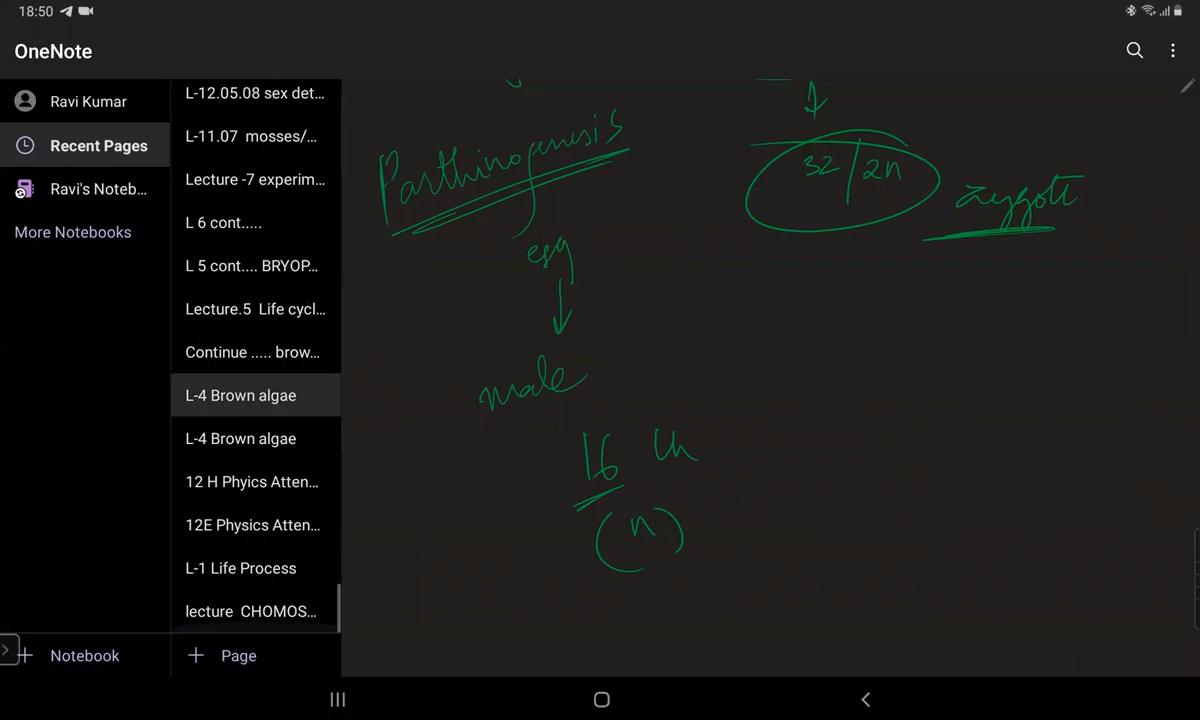 18:50
OneNote
Ravi Kumar
Recent Pages
Ravi's Noteb...
More Notebooks
Notebook
L-12.05.08 sex det...
L-11.07 mosses/...
Lecture -7 experim...
L 6 cont.....
L 5 cont.... BRYOP...
Lecture.5 Life cycl...
Continue ..... brow...
L-4 Brown algae
L-4 Brown algae
12 H Phyics Atten...
12E Physics Atten...
L-1 Life Process
lecture CHOMOS...
Page
Parthinogenesis
egg
male
16 Ch
(n)
32/2n
zygote